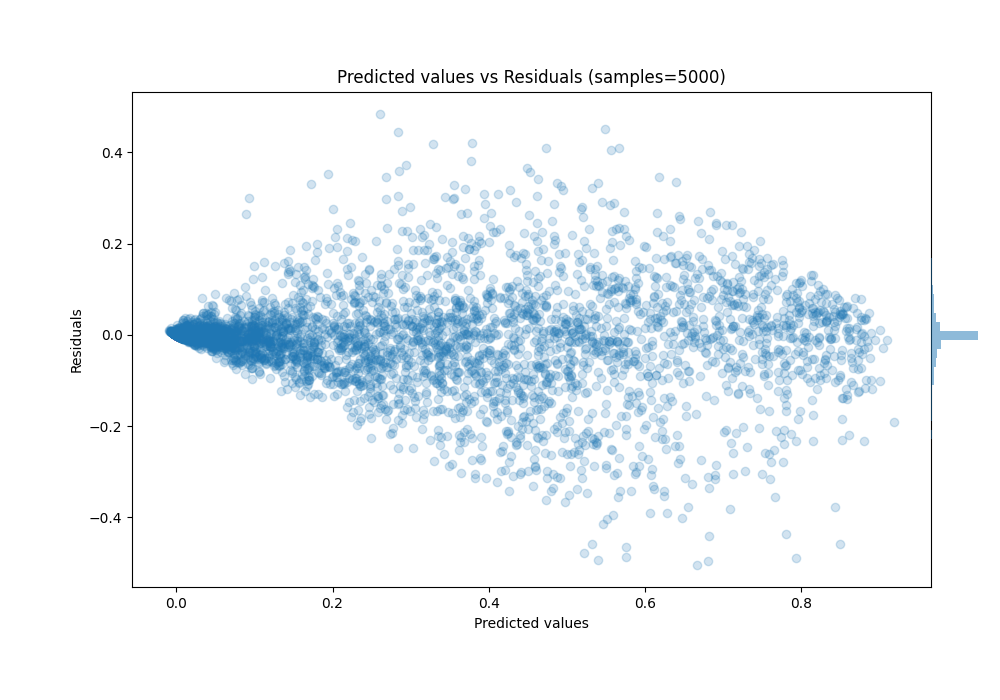 Predicted values vs Residuals (samples=5000)
0.4
0.2
0.0
−0.2
−0.4
Residuals
0.0 0.2 0.4 0.6 0.8
Predicted values